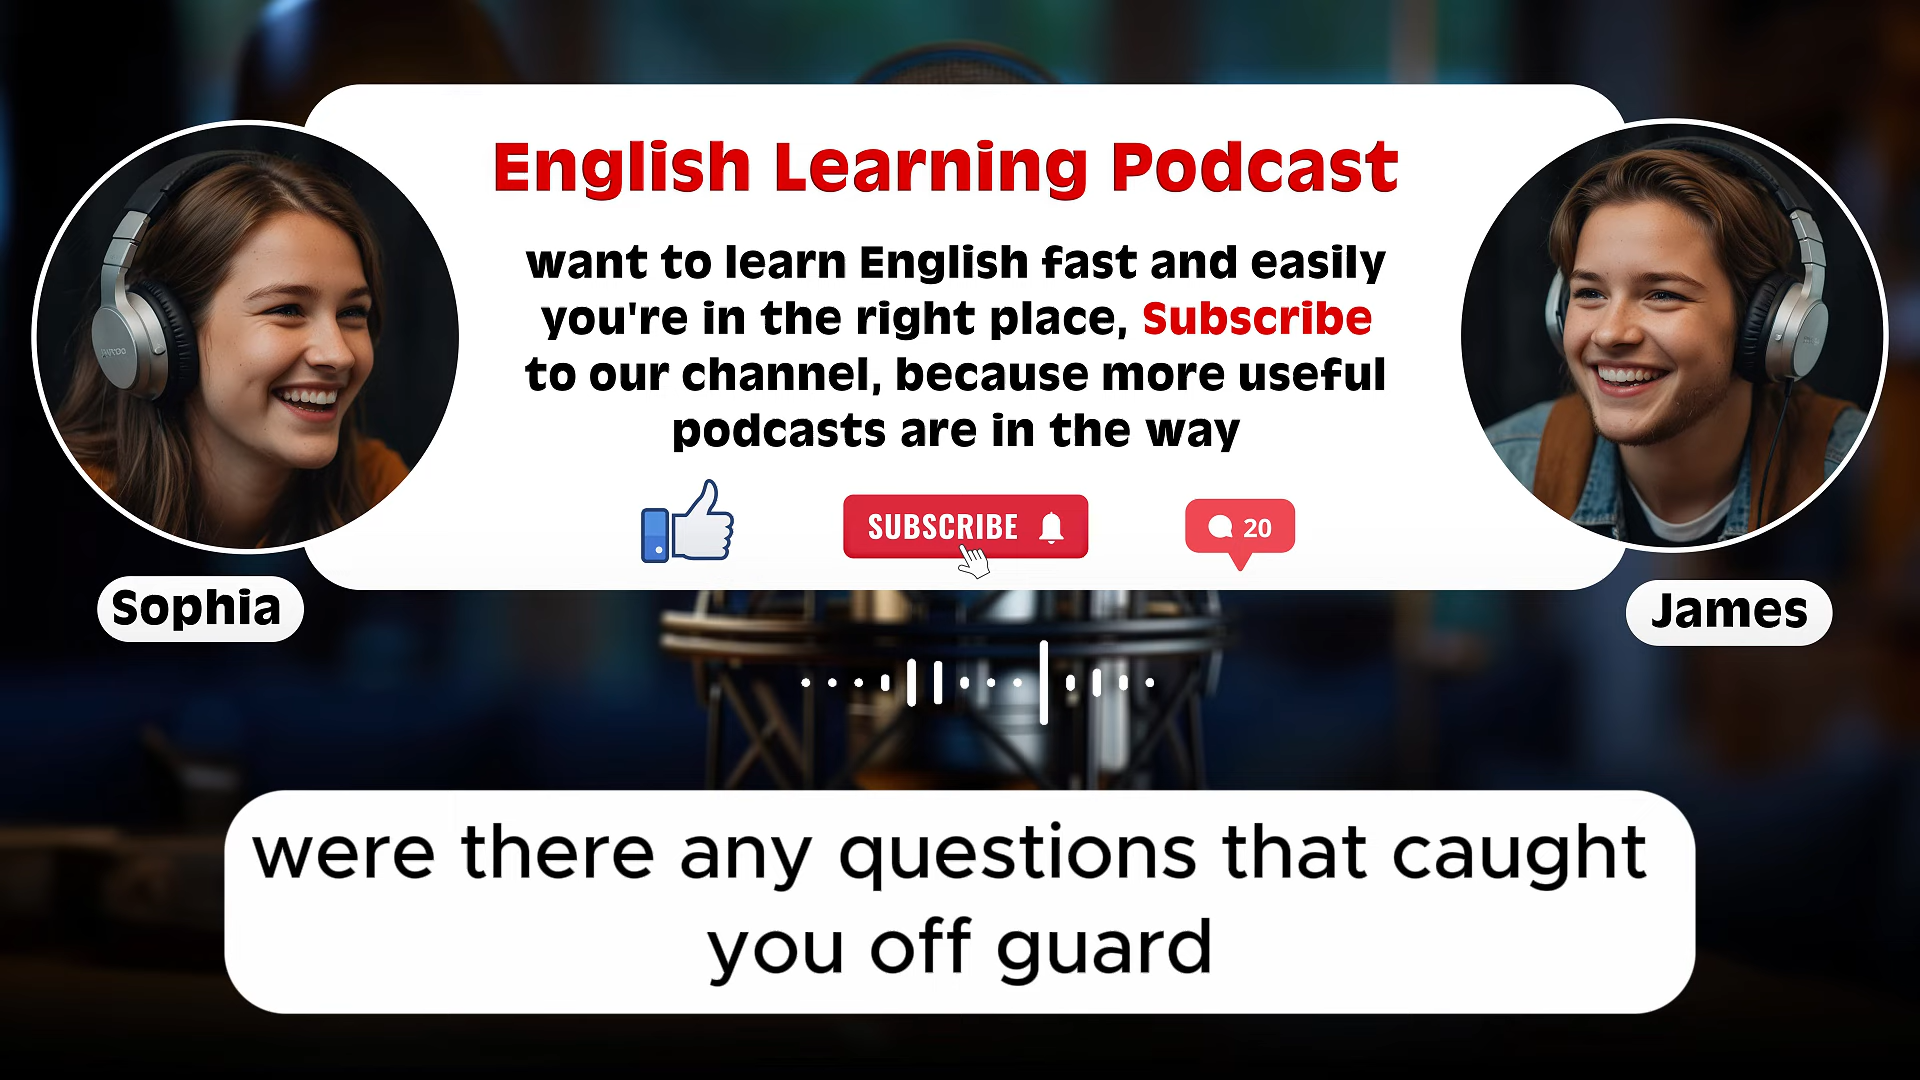 English Learning Podcast
want to learn English fast and easily
you're in the right place, Subscribe
to our channel, because more useful
podcasts are in the way
SUBSCRIBE
20
Sophia
James
were there any questions that caught
you off guard